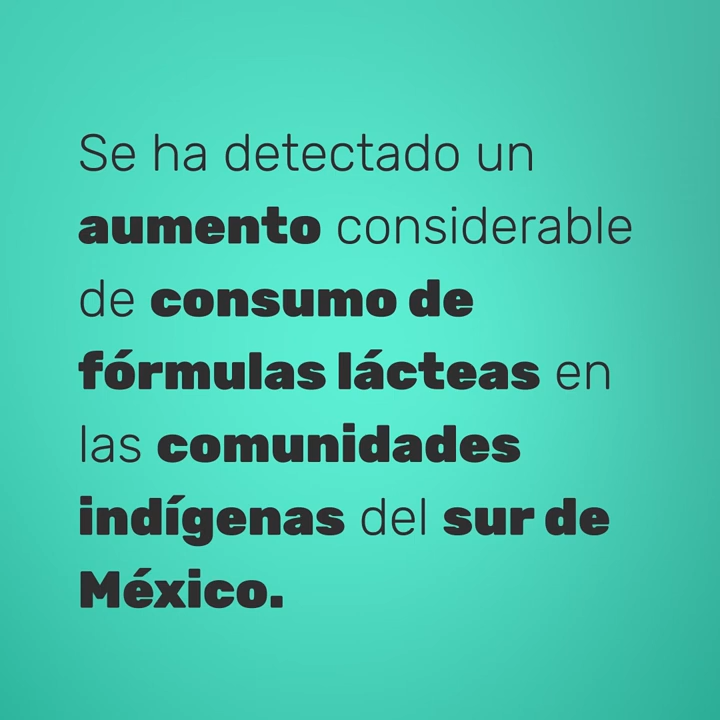 Se ha detectado un
aumento considerable
de consumo de
fórmulas lácteas en
las comunidades
indígenas del sur de
México.